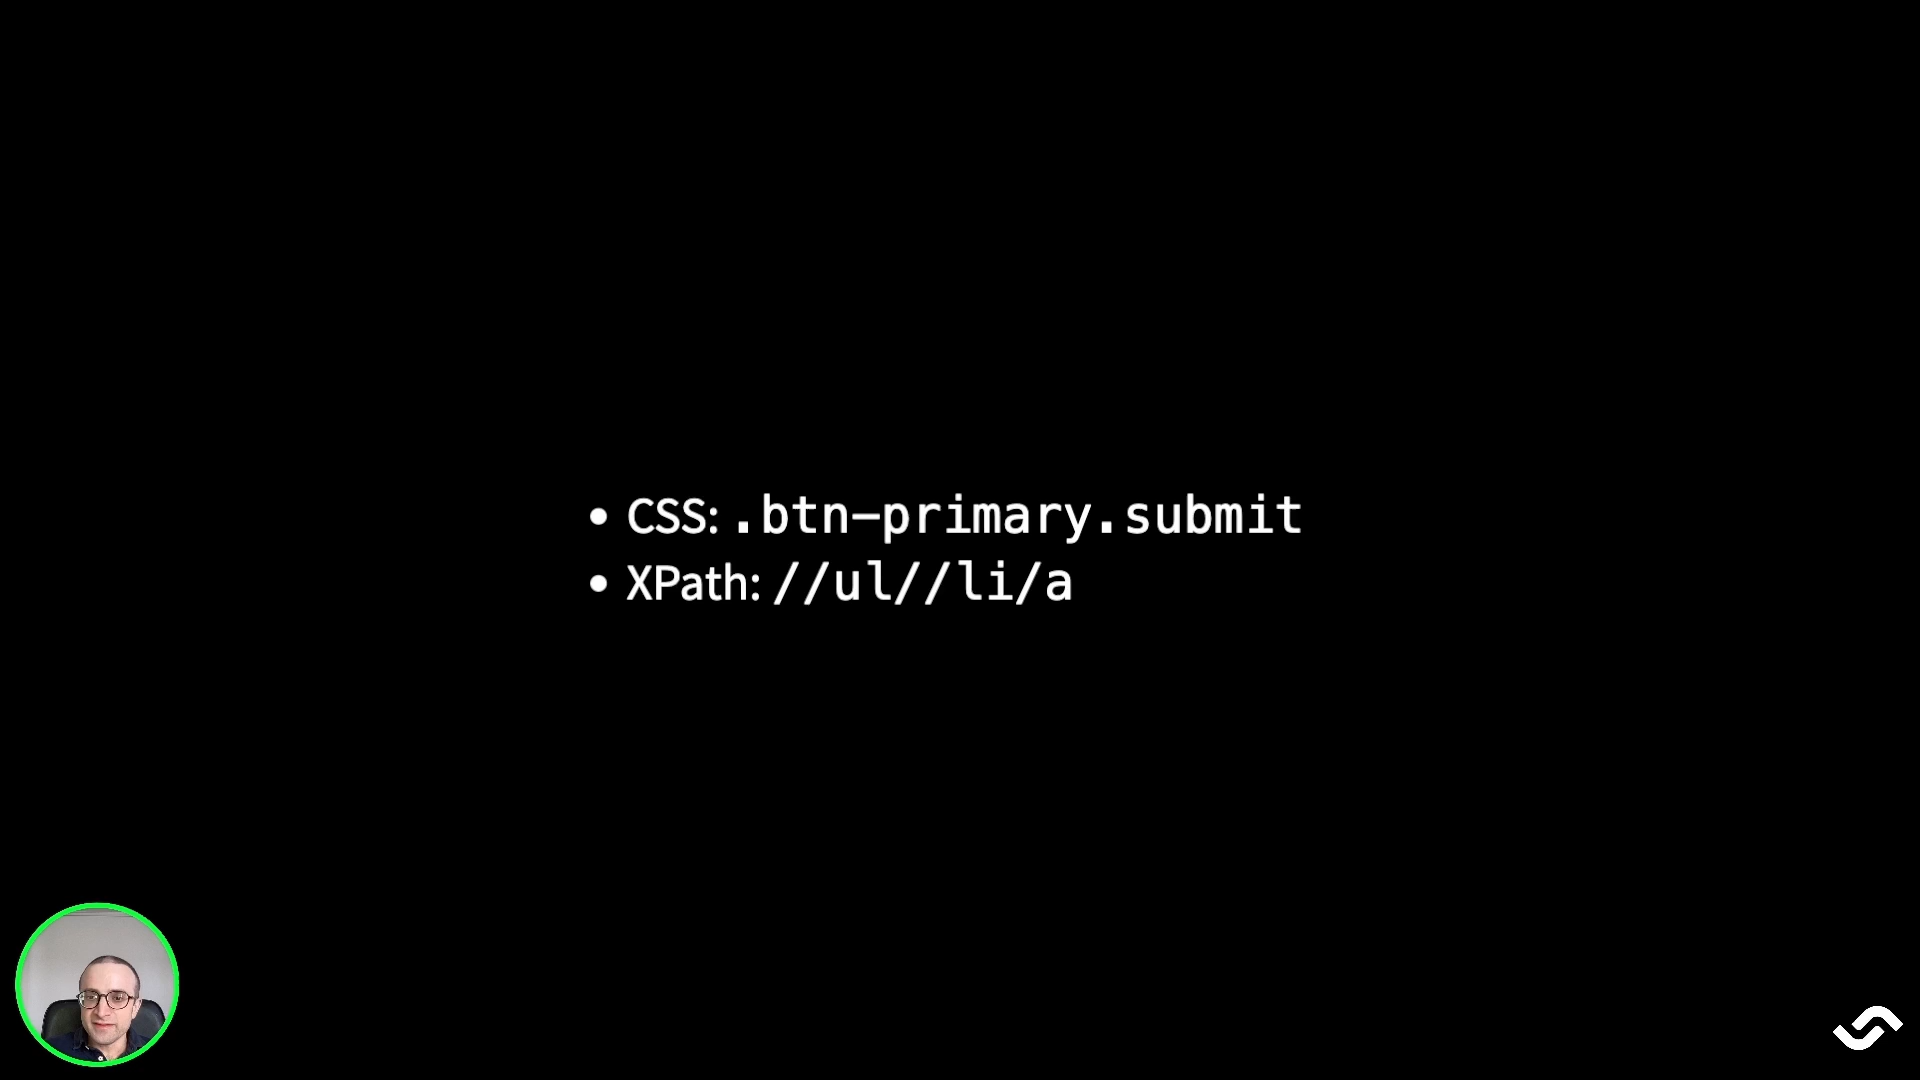 • CSS: .btn-primary.submit
• XPath: //ul//li/a